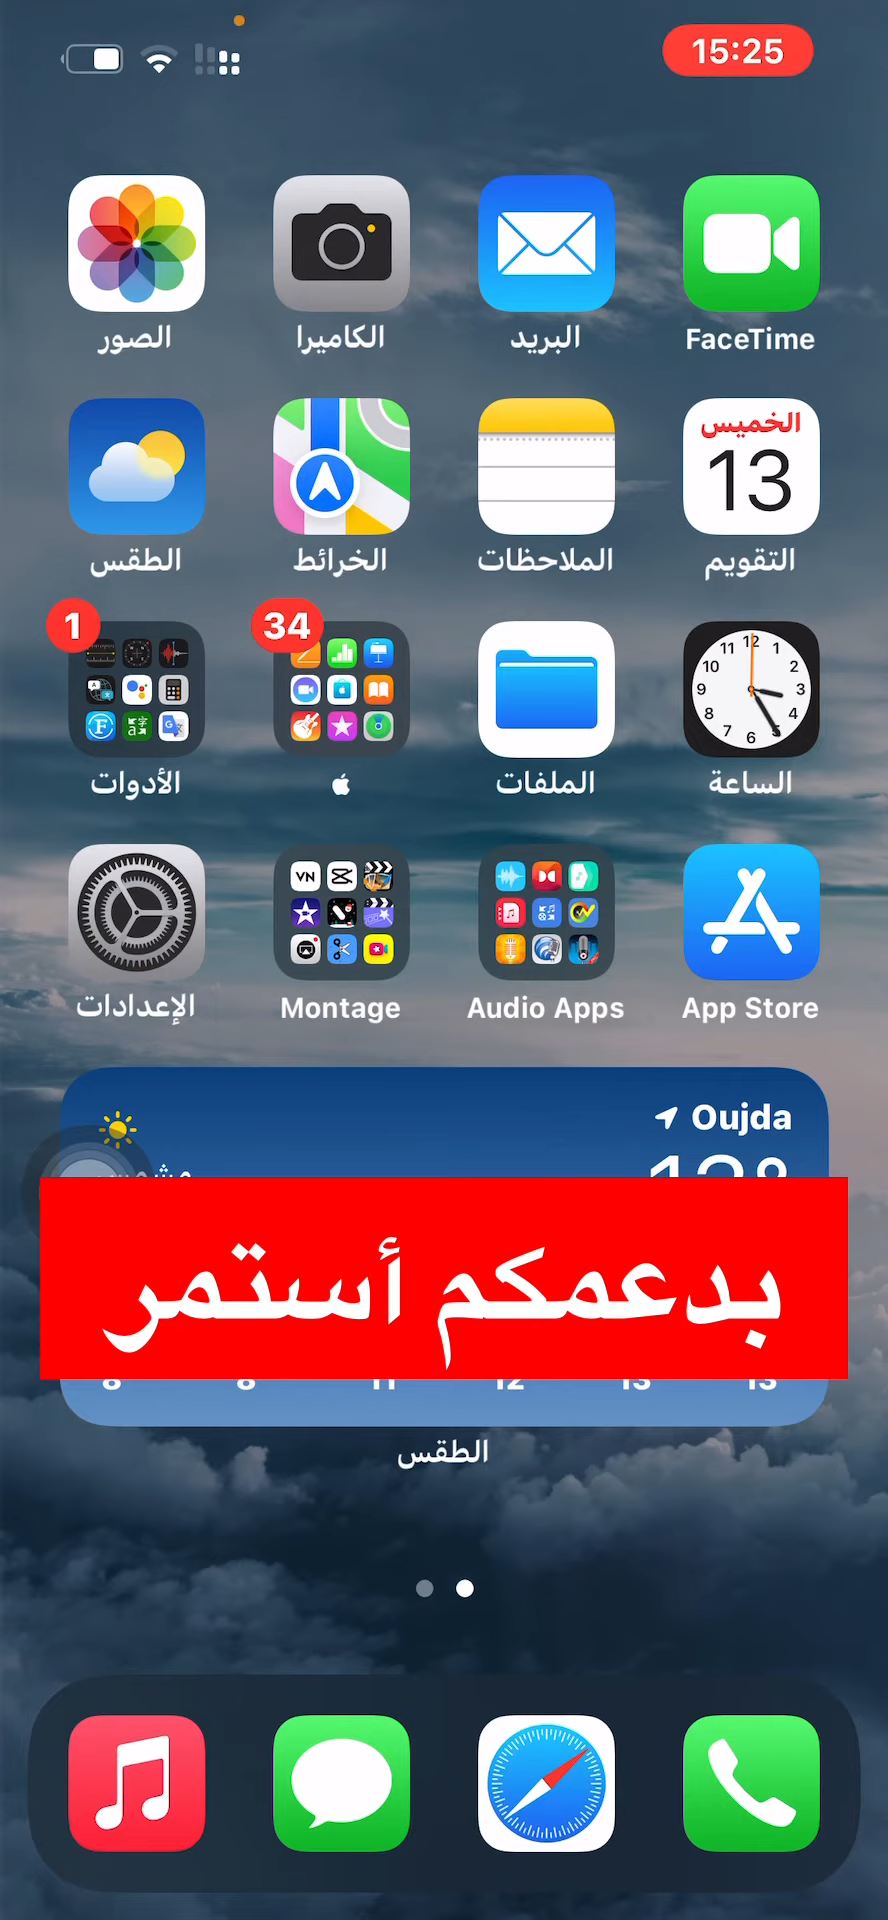 15:25
FaceTime
البريد
الكاميرا
الصور
الخميس
13
التقويم
الملاحظات
الخرائط
الطقس
34
1
الساعة
الملفات
الأدوات
App Store
Audio Apps
VN
Montage
الإعدادات
Oujda
بدعمكم أستمر
الطقس